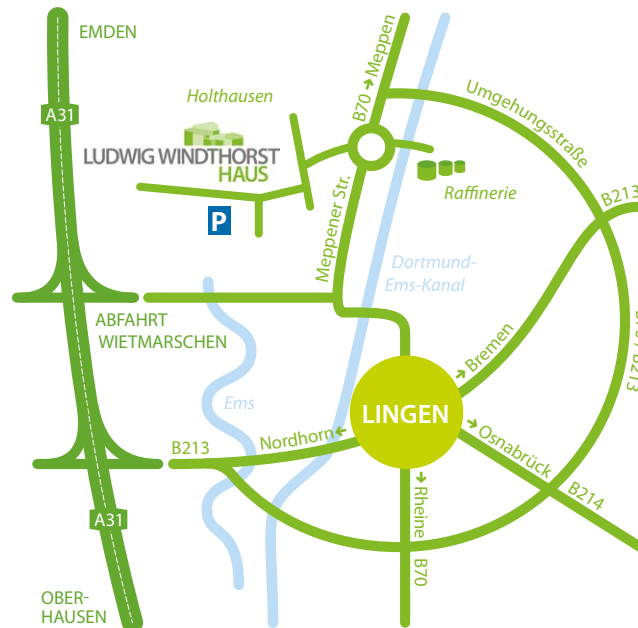 EMDEN
B70 → Meppen
Umgehungsstraße
Holthausen
A31
LUDWIG WINDTHORST
HAUS
Raffinerie
B213
P
Meppener Str.
Dortmund-
Ems-Kanal
ABFAHRT
WIETMARSCHEN
B213
→ Bremen
Ems
LINGEN
Nordhorn →
B213
→ Osnabrück
B214
→ Rheine
B70
A31
OBER-
HAUSEN